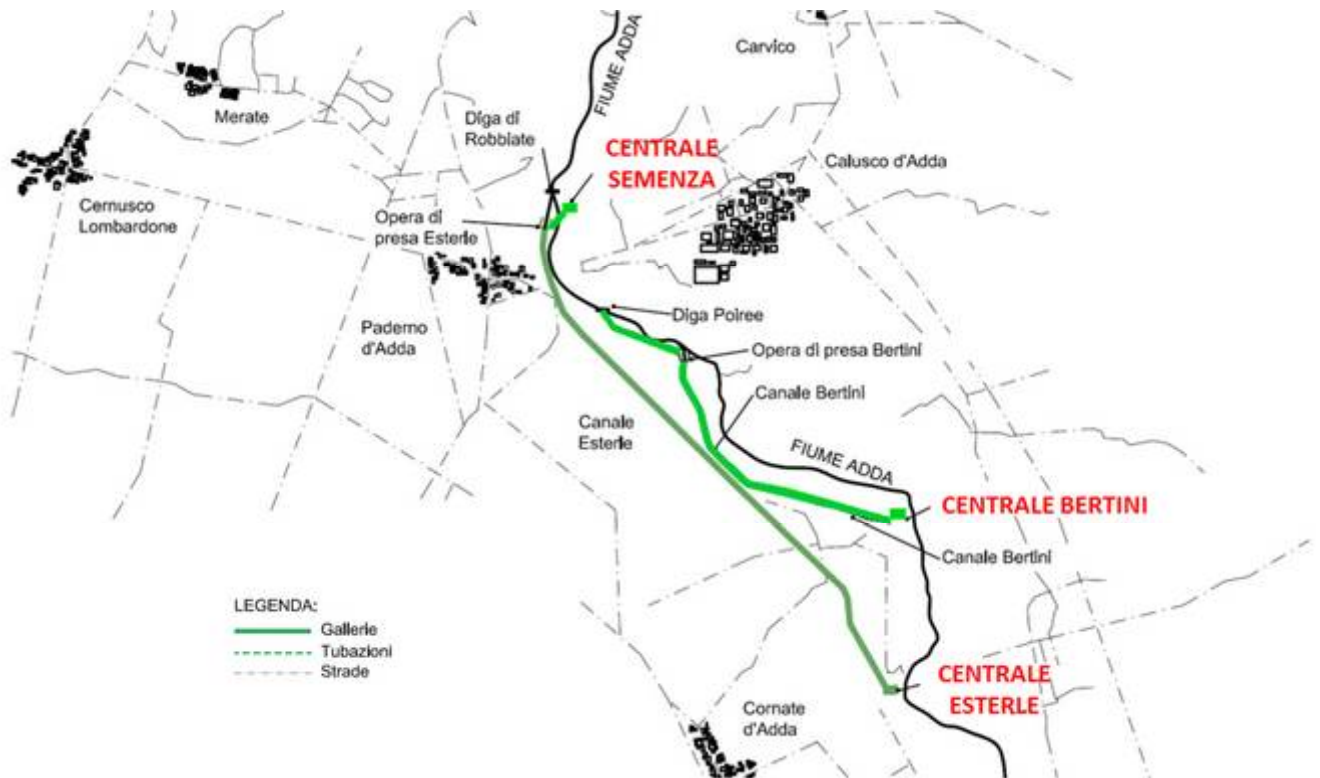 Carvico
FIUME ADDA
Merate
Diga di
Robbiate
CENTRALE
SEMENZA
Calusco d'Adda
Cernusco
Lombardone
Opera di
presa Esterle
Diga Poiree
Paderno
d'Adda
Opera di presa Bertini
Canale Bertini
Canale
Esterle
FIUME ADDA
CENTRALE BERTINI
Canale Bertini
LEGENDA:
Gallerie
Tubazioni
Strade
CENTRALE
ESTERLE
Cornate
d'Adda